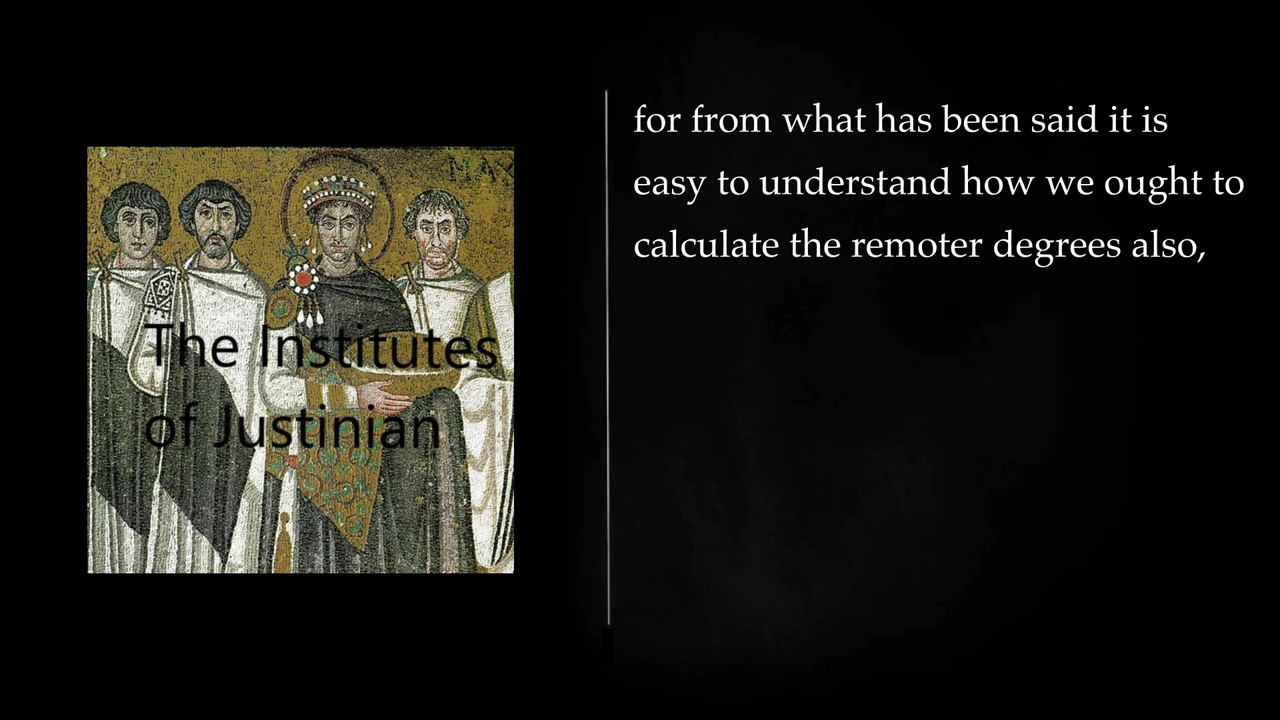 The Institutes
of Justinian
for from what has been said it is
easy to understand how we ought to
calculate the remoter degrees also,